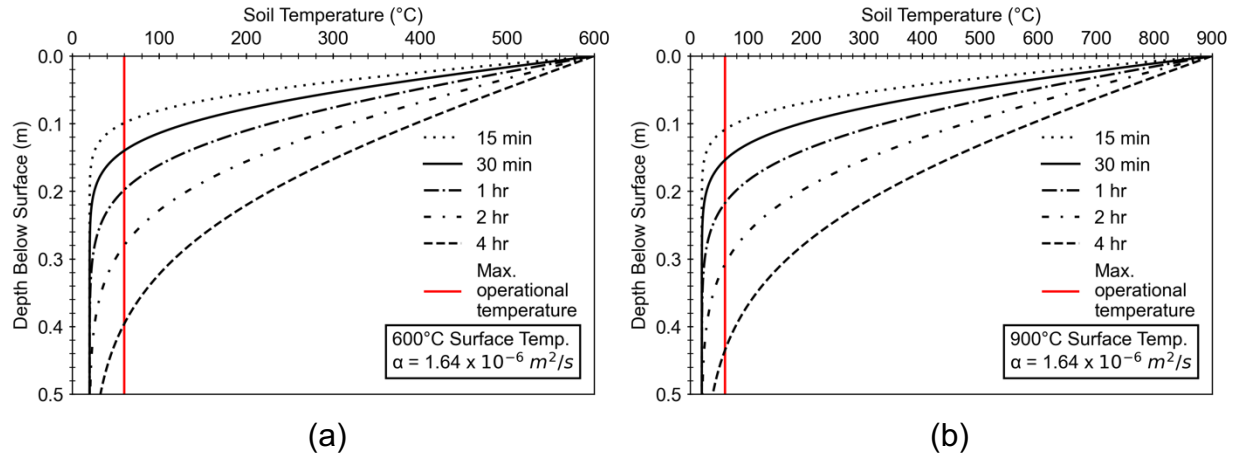 Soil Temperature (°C)
0 100 200 300 400 500 600
0.0
0.1
0.2
0.3
0.4
0.5
Depth Below Surface (m)
15 min
30 min
1 hr
2 hr
4 hr
Max.
operational
temperature
600°C Surface Temp.
α = 1.64 x 10⁻⁶ m²/s
(a)
Soil Temperature (°C)
0 100 200 300 400 500 600 700 800 900
0.0
0.1
0.2
0.3
0.4
0.5
Depth Below Surface (m)
15 min
30 min
1 hr
2 hr
4 hr
Max.
operational
temperature
900°C Surface Temp.
α = 1.64 x 10⁻⁶ m²/s
(b)